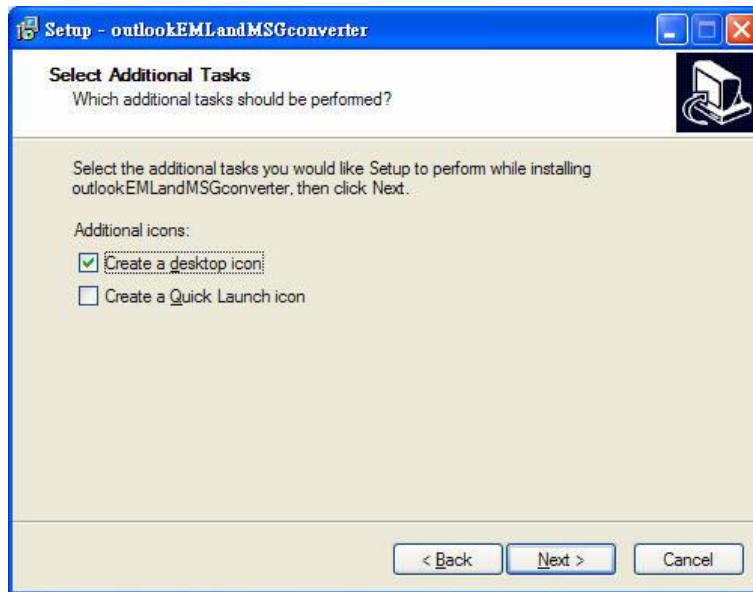 Setup - outlookEMLandMSGconverter
Select Additional Tasks
Which additional tasks should be performed?
Select the additional tasks you would like Setup to perform while installing
outlookEMLandMSGconverter, then click Next.
Additional icons:
Create a desktop icon
Create a Quick Launch icon
< Back
Next >
Cancel